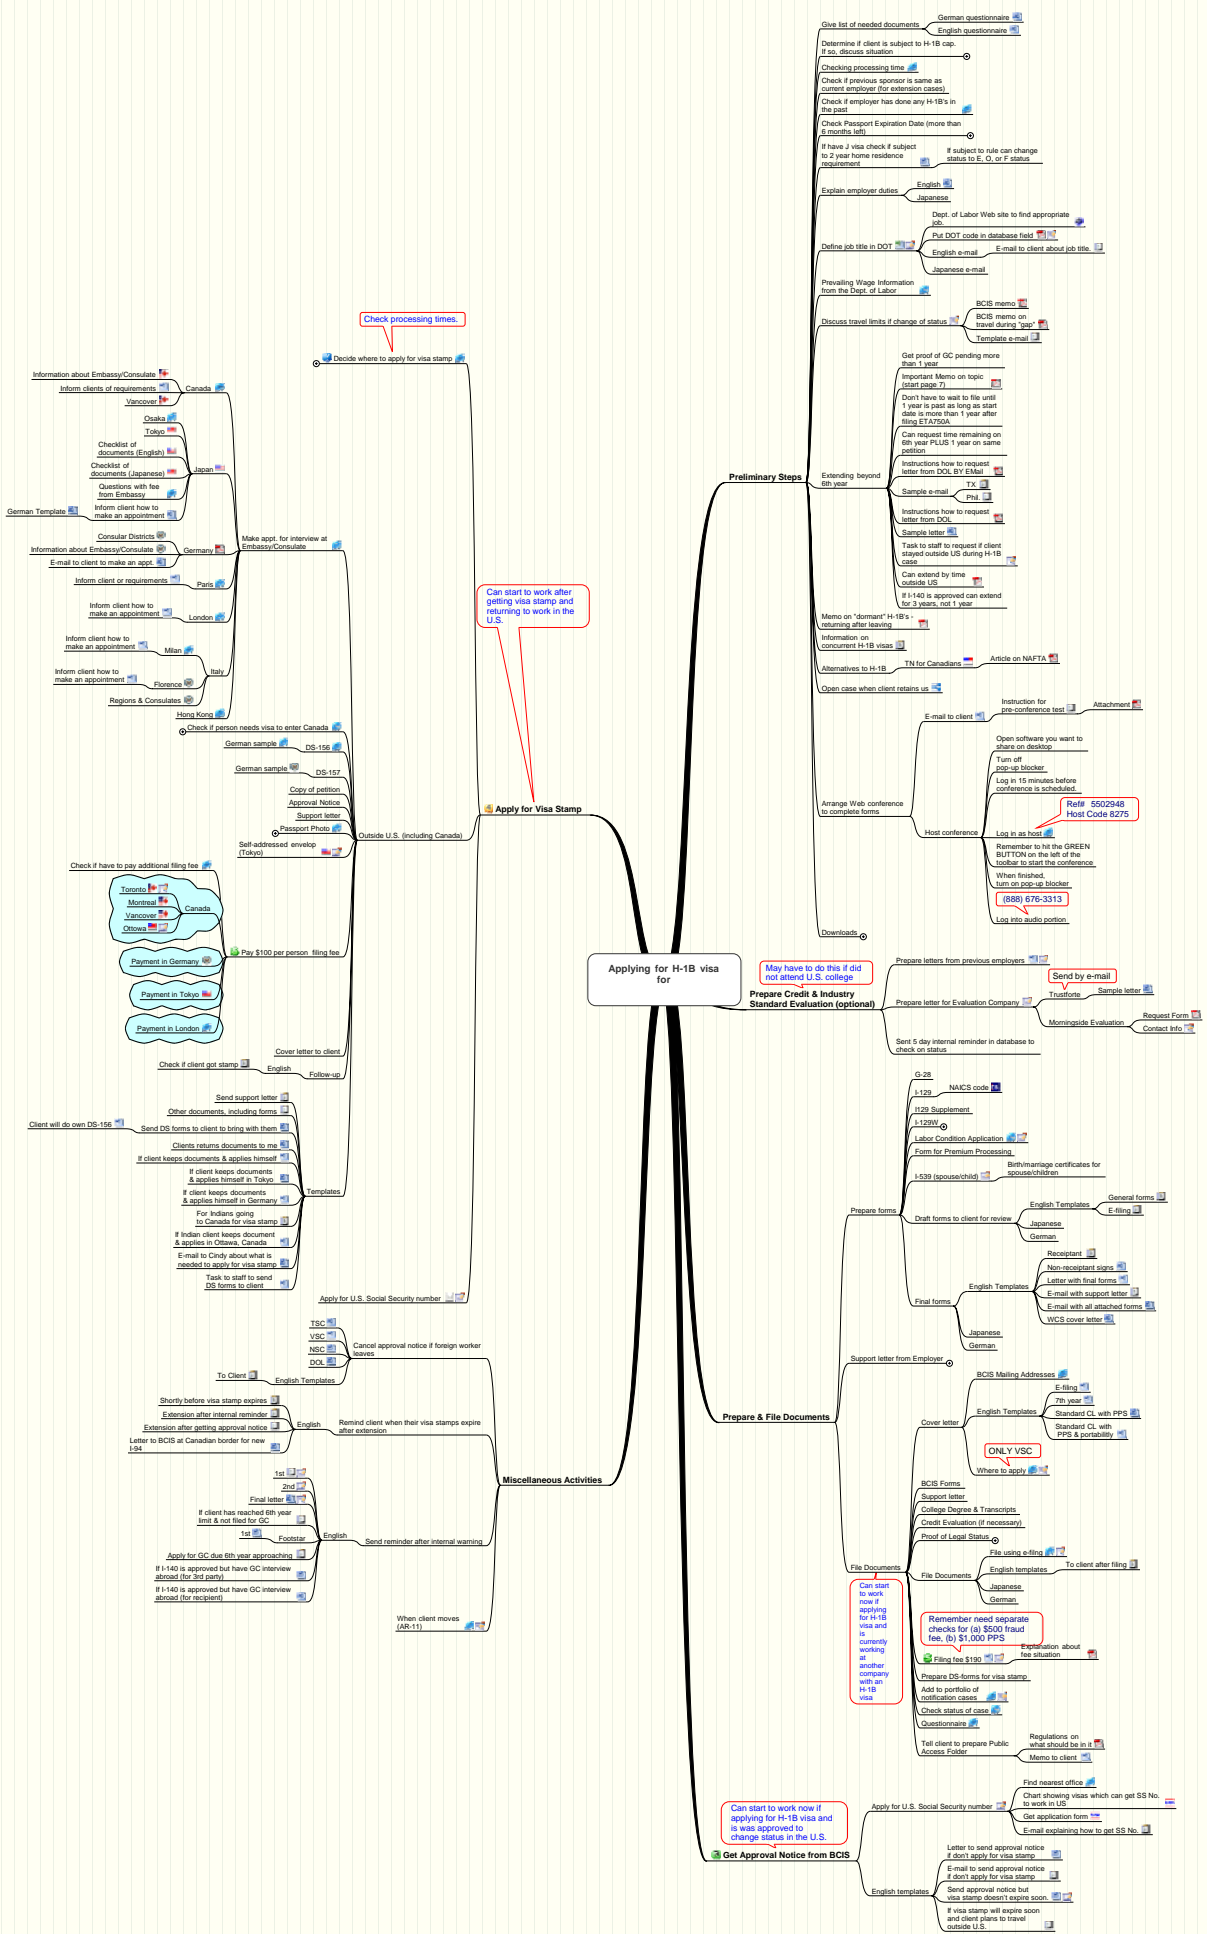 Applying for H-1B visa
for
Preliminary Steps
Give list of needed documents
German questionnaire
English questionnaire
Determine if client is subject to H-1B cap.
If so, discuss situation
Checking processing time
Check if previous sponsor is same as
current employer (for extension cases)
Check if employer has done any H-1B's in
the past
Check Passport Expiration Date (more than
6 months left)
If have J visa check if subject
to 2 year home residence
requirement
If subject to rule can change
status to E, O, or F status
Explain employer duties
English
Japanese
Define job title in DOT
Dept. of Labor Web site to find appropriate
job.
Put DOT code in database field
English e-mail
E-mail to client about job title.
Japanese e-mail
Prevailing Wage Information
from the Dept. of Labor
Discuss travel limits if change of status
BCIS memo
BCIS memo on
travel during "gap"
Template e-mail
Extending beyond
6th year
Get proof of GC pending more
than 1 year
Important Memo on topic
(start page 7)
Don't have to wait to file until
1 year is past as long as start
date is more than 1 year after
filing ETA750A
Can request time remaining on
6th year PLUS 1 year on same
petition
Instructions how to request
letter from DOL BY EMail
Sample e-mail
TX
Phil.
Instructions how to request
letter from DOL
Sample letter
Task to staff to request if client
stayed outside US during H-1B
case
Can extend by time
outside US
If I-140 is approved can extend
for 3 years, not 1 year
Memo on "dormant" H-1B's -
returning after leaving
Information on
concurrent H-1B visas
Alternatives to H-1B
TN for Canadians
Article on NAFTA
Open case when client retains us
Arrange Web conference
to complete forms
E-mail to client
Instruction for
pre-conference test
Attachment
Host conference
Open software you want to
share on desktop
Turn off
pop-up blocker
Log in 15 minutes before
conference is scheduled.
Ref# 5502948
Host Code 8275
Log in as host
Remember to hit the GREEN
BUTTON on the left of the
toolbar to start the conference
When finished,
turn on pop-up blocker
(888) 676-3313
Log into audio portion
Downloads
May have to do this if did
not attend U.S. college
Prepare Credit & Industry
Standard Evaluation (optional)
Prepare letters from previous employers
Prepare letter for Evaluation Company
Send by e-mail
Trustforte
Sample letter
Morningside Evaluation
Request Form
Contact Info
Sent 5 day internal reminder in database to
check on status
Prepare & File Documents
Prepare forms
G-28
I-129
NAICS code
I129 Supplement
I-129W
Labor Condition Application
Form for Premium Processing
I-539 (spouse/child)
Birth/marriage certificates for
spouse/children
Draft forms to client for review
English Templates
General forms
E-filing
Japanese
German
Final forms
English Templates
Receiptant
Non-receiptant signs
Letter with final forms
E-mail with support letter
E-mail with all attached forms
WCS cover letter
Japanese
German
Support letter from Employer
File Documents
Can start
to work
now if
applying
for H-1B
visa and
is
currently
working
at
another
company
with an
H-1B
visa
Cover letter
BCIS Mailing Addresses
English Templates
E-filing
7th year
Standard CL with PPS
Standard CL with
PPS & portabilitly
ONLY VSC
Where to apply
BCIS Forms
Support letter
College Degree & Transcripts
Credit Evaluation (if necessary)
Proof of Legal Status
File Documents
File using e-filng
English templates
To client after filing
Japanese
German
Remember need separate
checks for (a) $500 fraud
fee, (b) $1,000 PPS
Filing fee $190
Explanation about
fee situation
Prepare DS-forms for visa stamp
Add to portfolio of
notification cases
Check status of case
Questionnaire
Tell client to prepare Public
Access Folder
Regulations on
what should be in it
Memo to client
Can start to work now if
applying for H-1B visa and
is was approved to
change status in the U.S.
Get Approval Notice from BCIS
Apply for U.S. Social Security number
Find nearest office
Chart showing visas which can get SS No.
to work in US
Get application form
E-mail explaining how to get SS No.
English templates
Letter to send approval notice
if don't apply for visa stamp
E-mail to send approval notice
if don't apply for visa stamp
Send approval notice but
visa stamp doesn't expire soon.
If visa stamp will expire soon
and client plans to travel
outside U.S.
Can start to work after
getting visa stamp and
returning to work in the
U.S.
Apply for Visa Stamp
Check processing times.
Decide where to apply for visa stamp
Outside U.S. (including Canada)
Make appt. for interview at
Embassy/Consulate
Canada
Information about Embassy/Consulate
Inform clients of requirements
Vancover
Japan
Osaka
Tokyo
Checklist of
documents (English)
Checklist of
documents (Japanese)
Questions with fee
from Embassy
Inform client how to
make an appointment
German Template
Germany
Consular Districts
Information about Embassy/Consulate
E-mail to client to make an appt.
Paris
Inform client or requirements
London
Inform client how to
make an appointment
Italy
Milan
Inform client how to
make an appointment
Florence
Inform client how to
make an appointment
Regions & Consulates
Hong Kong
Check if person needs visa to enter Canada
DS-156
German sample
DS-157
German sample
Copy of petition
Approval Notice
Support letter
Passport Photo
Self-addressed envelop
(Tokyo)
Pay $100 per person filing fee
Check if have to pay additional filing fee
Canada
Toronto
Montreal
Vancover
Ottowa
Payment in Germany
Payment in Tokyo
Payment in London
Cover letter to client
Follow-up
English
Check if client got stamp
Templates
Send support letter
Other documents, including forms
Send DS forms to client to bring with them
Client will do own DS-156
Clients returns documents to me
If client keeps documents & applies himself
If client keeps documents
& applies himself in Tokyo
If client keeps documents
& applies himself in Germany
For Indians going
to Canada for visa stamp
If Indian client keeps document
& applies in Ottawa, Canada
E-mail to Cindy about what is
needed to apply for visa stamp
Task to staff to send
DS forms to client
Apply for U.S. Social Security number
Miscellaneous Activities
Cancel approval notice if foreign worker
leaves
TSC
VSC
NSC
DOL
English Templates
To Client
Remind client when their visa stamps expire
after extension
English
Shortly before visa stamp expires
Extension after internal reminder
Extension after getting approval notice
Letter to BCIS at Canadian border for new
I-94
Send reminder after internal warning
English
1st
2nd
Final letter
If client has reached 6th year
limit & not filed for GC
Footstar
1st
Apply for GC due 6th year approaching
If I-140 is approved but have GC interview
abroad (for 3rd party)
If I-140 is approved but have GC interview
abroad (for recipient)
When client moves
(AR-11)